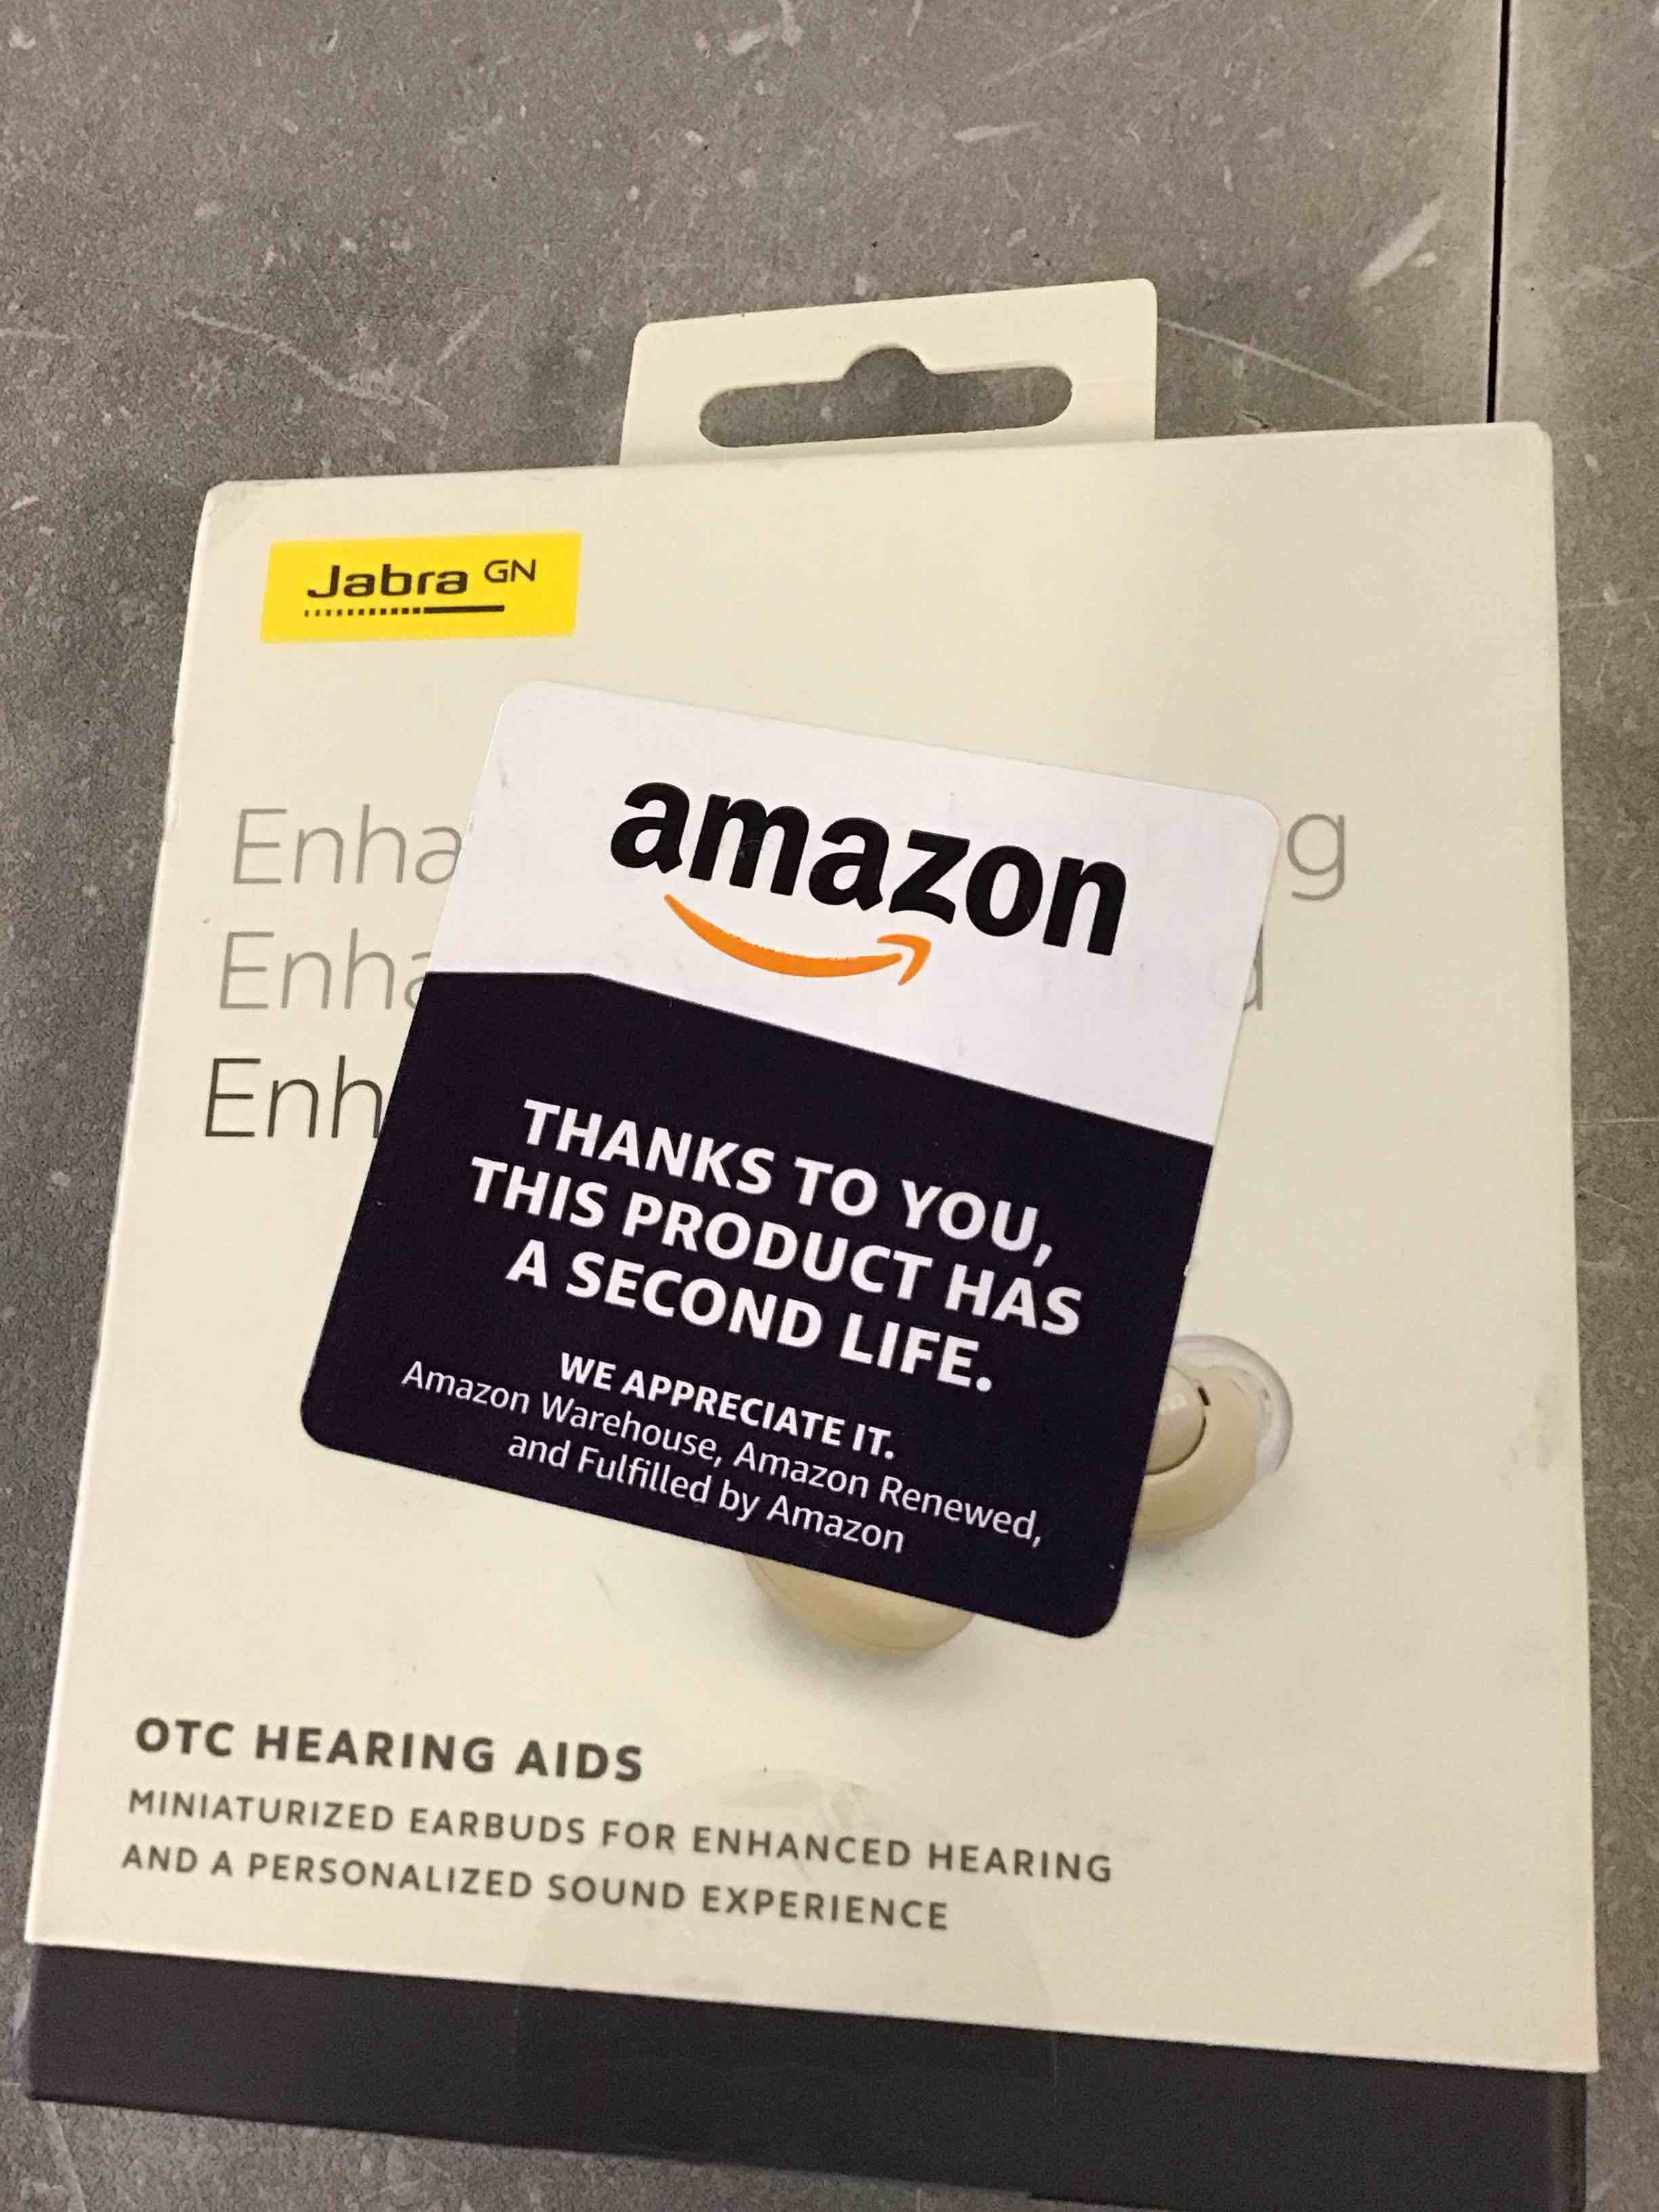 Jabra GN
Enha g
Enha d
Enh
amazon
THANKS TO YOU,
THIS PRODUCT HAS
A SECOND LIFE.
WE APPRECIATE IT.
Amazon Warehouse, Amazon Renewed,
and Fulfilled by Amazon
OTC HEARING AIDS
MINIATURIZED EARBUDS FOR ENHANCED HEARING
AND A PERSONALIZED SOUND EXPERIENCE